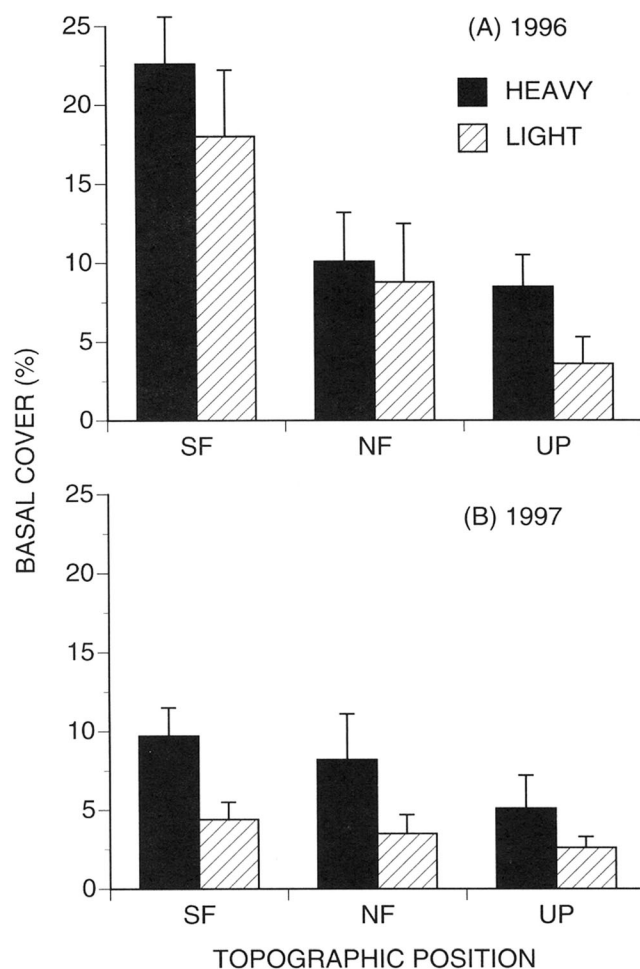 (A) 1996
HEAVY
LIGHT
25
20
15
10
5
0
SF NF UP
BASAL COVER (%)
(B) 1997
25
20
15
10
5
0
SF NF UP
TOPOGRAPHIC POSITION